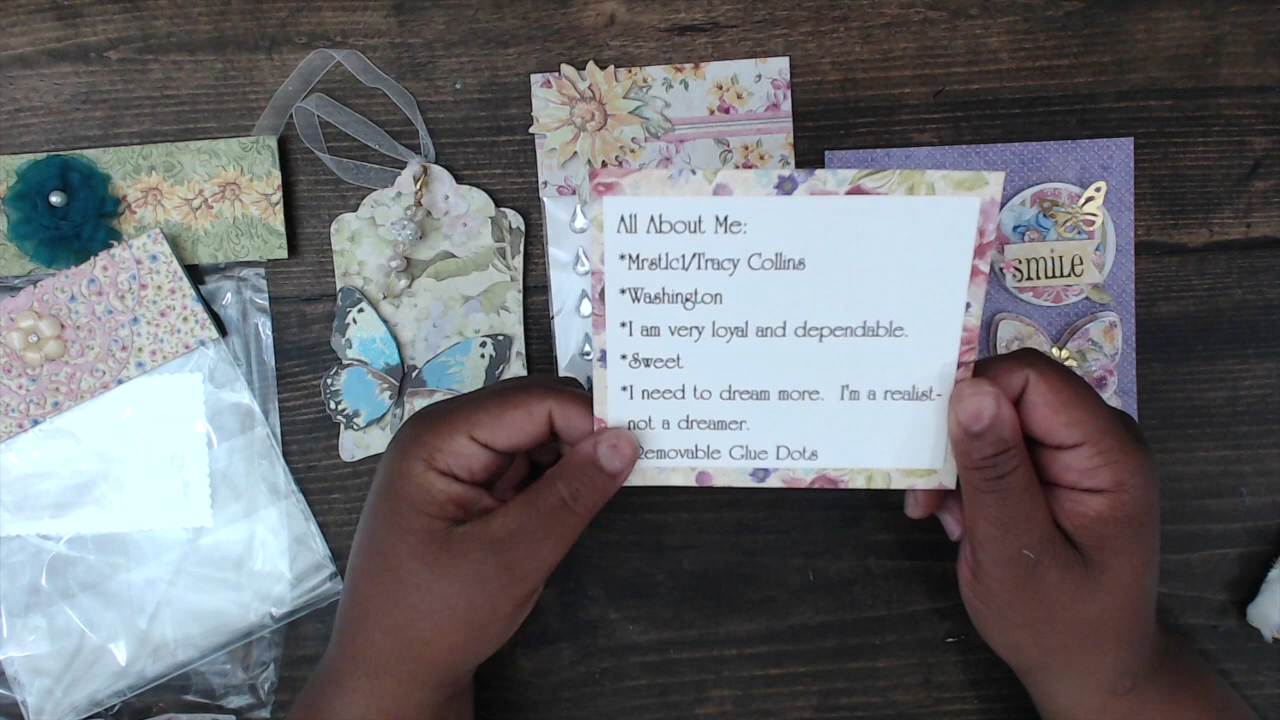 All About Me:
*Mrstlc1/Tracy Collins
*Washington
*I am very loyal and dependable.
*Sweet
*I need to dream more. I'm a realist-
not a dreamer.
Removable Glue Dots
smile